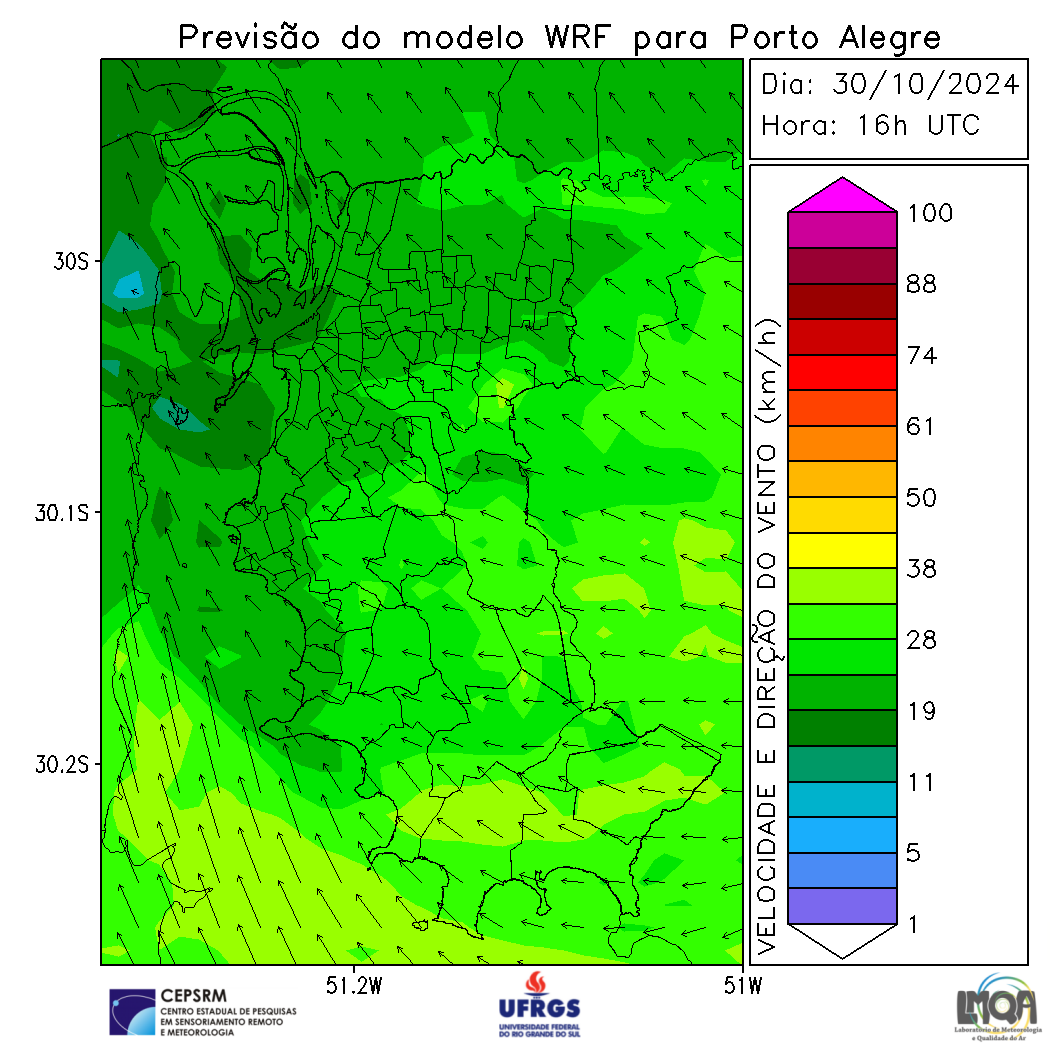 Previsão do modelo WRF para Porto Alegre
Dia: 30/10/2024
Hora: 16h UTC
30S
30.1S
30.2S
51.2W
51W
VELOCIDADE E DIREÇÃO DO VENTO (km/h)
100
88
74
61
50
38
28
19
11
5
1
CEPSRM
CENTRO ESTADUAL DE PESQUISAS
EM SENSORIAMENTO REMOTO
E METEOROLOGIA
UFRGS
UNIVERSIDADE FEDERAL
DO RIO GRANDE DO SUL
LMQA
Laboratório de Meteorologia
e Qualidade do Ar